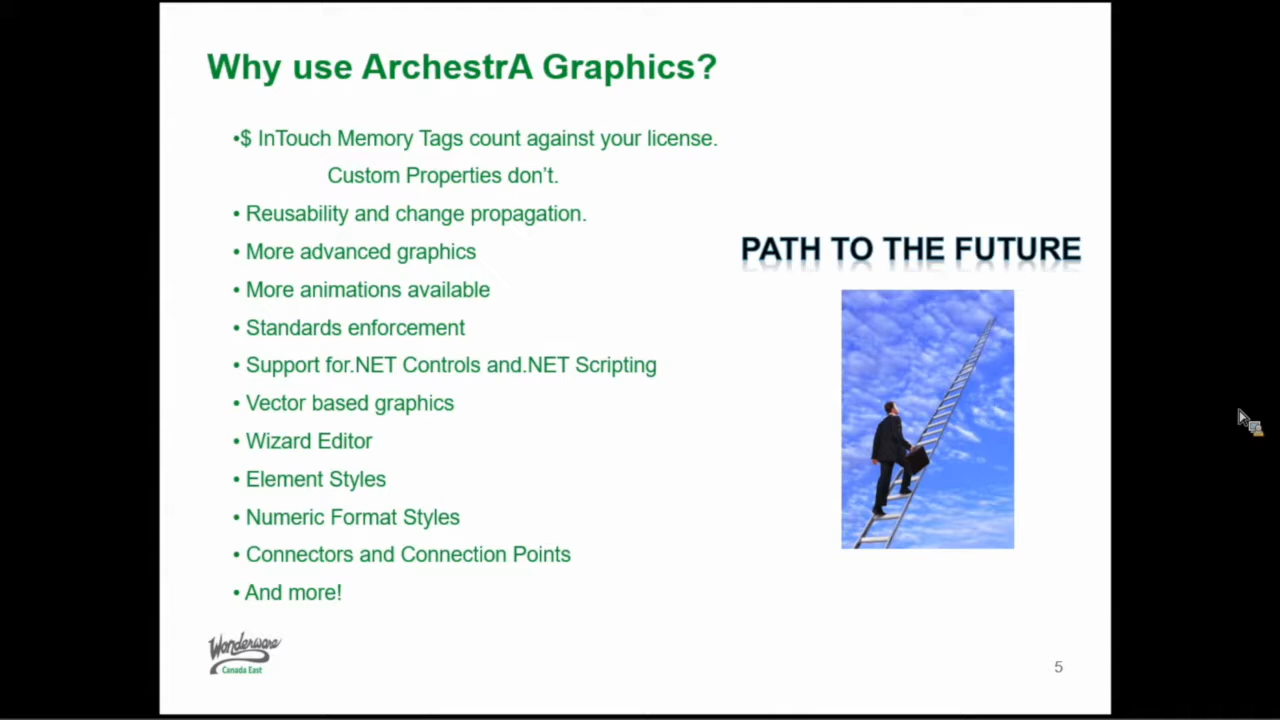 Why use ArchestrA Graphics?
•$ InTouch Memory Tags count against your license.
Custom Properties don't.
• Reusability and change propagation.
• More advanced graphics
• More animations available
• Standards enforcement
• Support for.NET Controls and.NET Scripting
• Vector based graphics
• Wizard Editor
• Element Styles
• Numeric Format Styles
• Connectors and Connection Points
• And more!
PATH TO THE FUTURE
Wonderware
Canada East
5